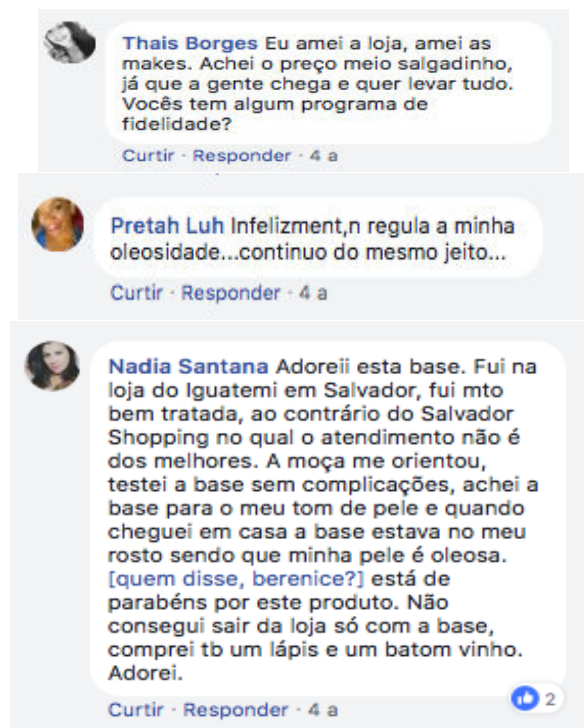 Thais Borges Eu amei a loja, amei as
makes. Achei o preço meio salgadinho,
já que a gente chega e quer levar tudo.
Vocês tem algum programa de
fidelidade?
Curtir · Responder · 4 a
Pretah Luh Infelizment,n regula a minha
oleosidade...continuo do mesmo jeito...
Curtir · Responder · 4 a
Nadia Santana Adoreii esta base. Fui na
loja do Iguatemi em Salvador, fui mto
bem tratada, ao contrário do Salvador
Shopping no qual o atendimento não é
dos melhores. A moça me orientou,
testei a base sem complicações, achei a
base para o meu tom de pele e quando
cheguei em casa a base estava no meu
rosto sendo que minha pele é oleosa.
[quem disse, berenice?] está de
parabéns por este produto. Não
consegui sair da loja só com a base,
comprei tb um lápis e um batom vinho.
Adorei.
2
Curtir · Responder · 4 a